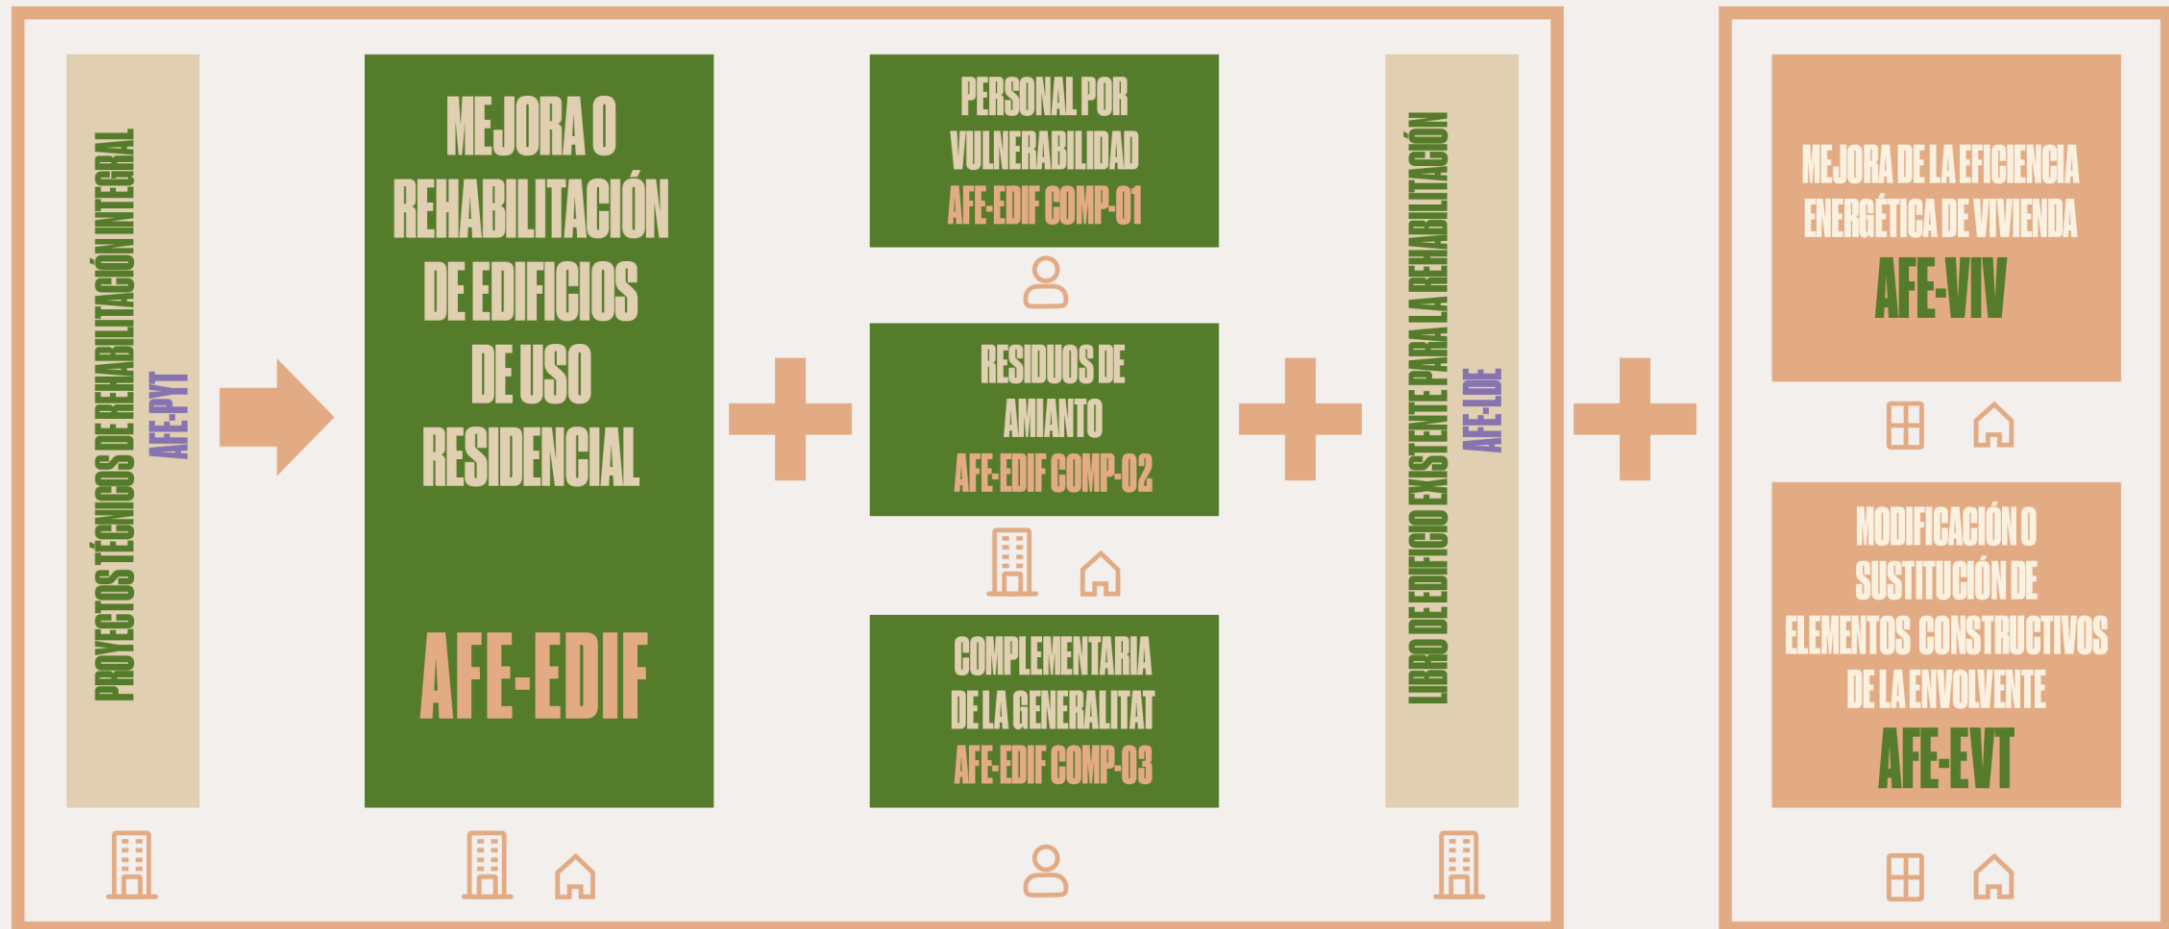 PROYECTOS TÉCNICOS DE REHABILITACIÓN INTEGRAL
AFE-PYT
MEJORA O
REHABILITACIÓN
DE EDIFICIOS
DE USO
RESIDENCIAL
AFE-EDIF
PERSONAL POR
VULNERABILIDAD
AFE-EDIF COMP-01
RESIDUOS DE
AMIANTO
AFE-EDIF COMP-02
COMPLEMENTARIA
DE LA GENERALITAT
AFE-EDIF COMP-03
LIBRO DE EDIFICIO EXISTENTE PARA LA REHABILITACIÓN
AFE-LDE
MEJORA DE LA EFICIENCIA
ENERGÉTICA DE VIVIENDA
AFE-VIV
MODIFICACIÓN O
SUSTITUCIÓN DE
ELEMENTOS CONSTRUCTIVOS
DE LA ENVOLVENTE
AFE-EVT